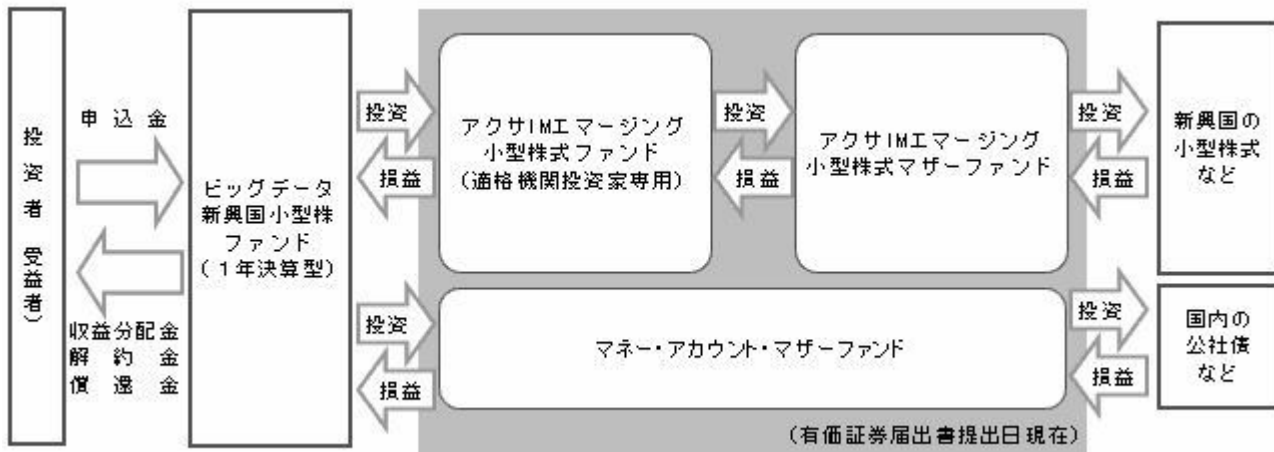 投資者 受益者）
申込金
収益分配金
解約金
償還金
ビッグデータ
新興国小型株
ファンド
（１年決算型）
投資
損益
投資
損益
アクサIMエマージング
小型株式ファンド
（適格機関投資家専用）
投資
損益
アクサIMエマージング
小型株式マザーファンド
マネー・アカウント・マザーファンド
投資
損益
投資
損益
新興国の
小型株式
など
国内の
公社債
など
（有価証券届出書提出日現在）